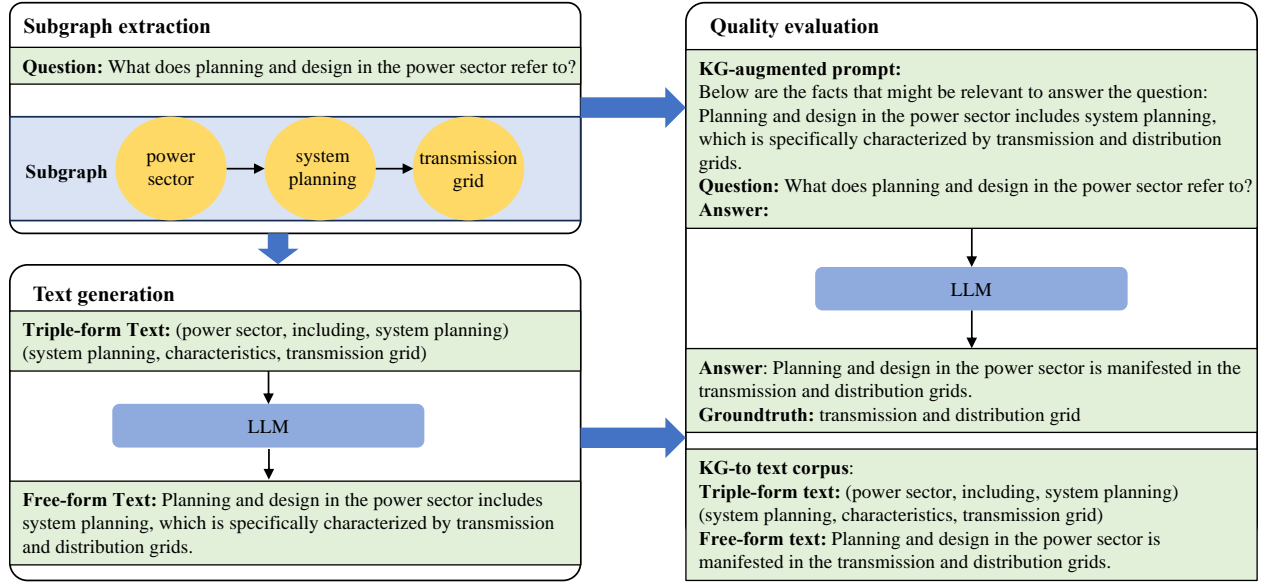 Subgraph extraction
Question: What does planning and design in the power sector refer to?
Subgraph
power
sector
system
planning
transmission
grid
Text generation
Triple-form Text: (power sector, including, system planning)
(system planning, characteristics, transmission grid)
LLM
Free-form Text: Planning and design in the power sector includes
system planning, which is specifically characterized by transmission
and distribution grids.
Quality evaluation
KG-augmented prompt:
Below are the facts that might be relevant to answer the question:
Planning and design in the power sector includes system planning,
which is specifically characterized by transmission and distribution
grids.
Question: What does planning and design in the power sector refer to?
Answer:
LLM
Answer: Planning and design in the power sector is manifested in the
transmission and distribution grids.
Groundtruth: transmission and distribution grid
KG-to text corpus:
Triple-form text: (power sector, including, system planning)
(system planning, characteristics, transmission grid)
Free-form text: Planning and design in the power sector is
manifested in the transmission and distribution grids.